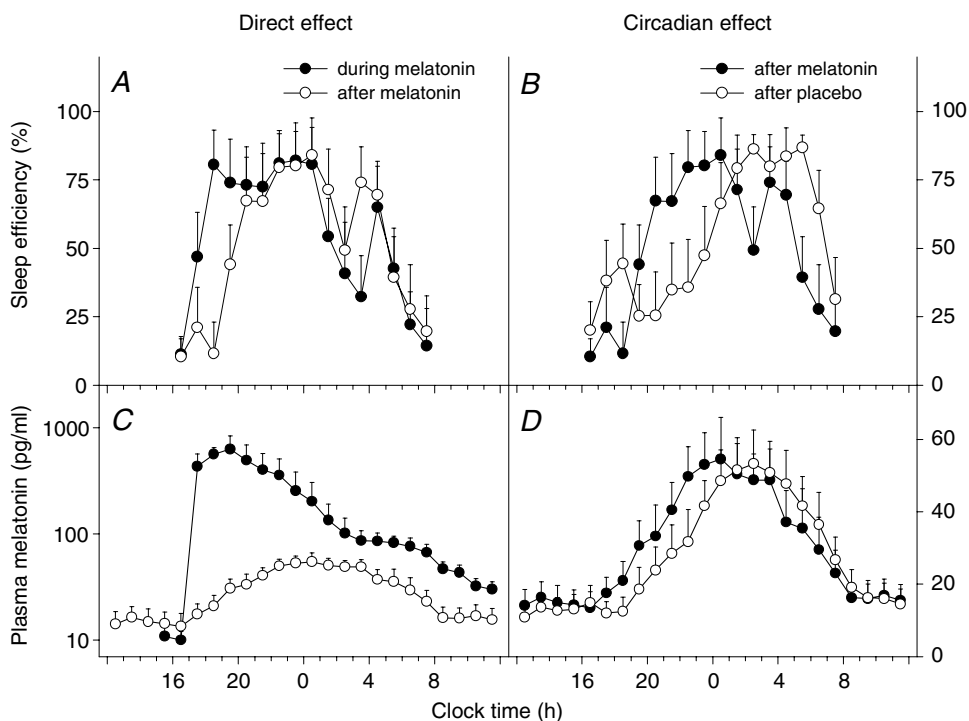 Direct effect
Circadian effect
A
during melatonin
after melatonin
B
after melatonin
after placebo
Sleep efficiency (%)
100
75
50
25
0
100
75
50
25
0
C
D
Plasma melatonin (pg/ml)
1000
100
10
60
40
20
0
16 20 0 4 8
16 20 0 4 8
Clock time (h)